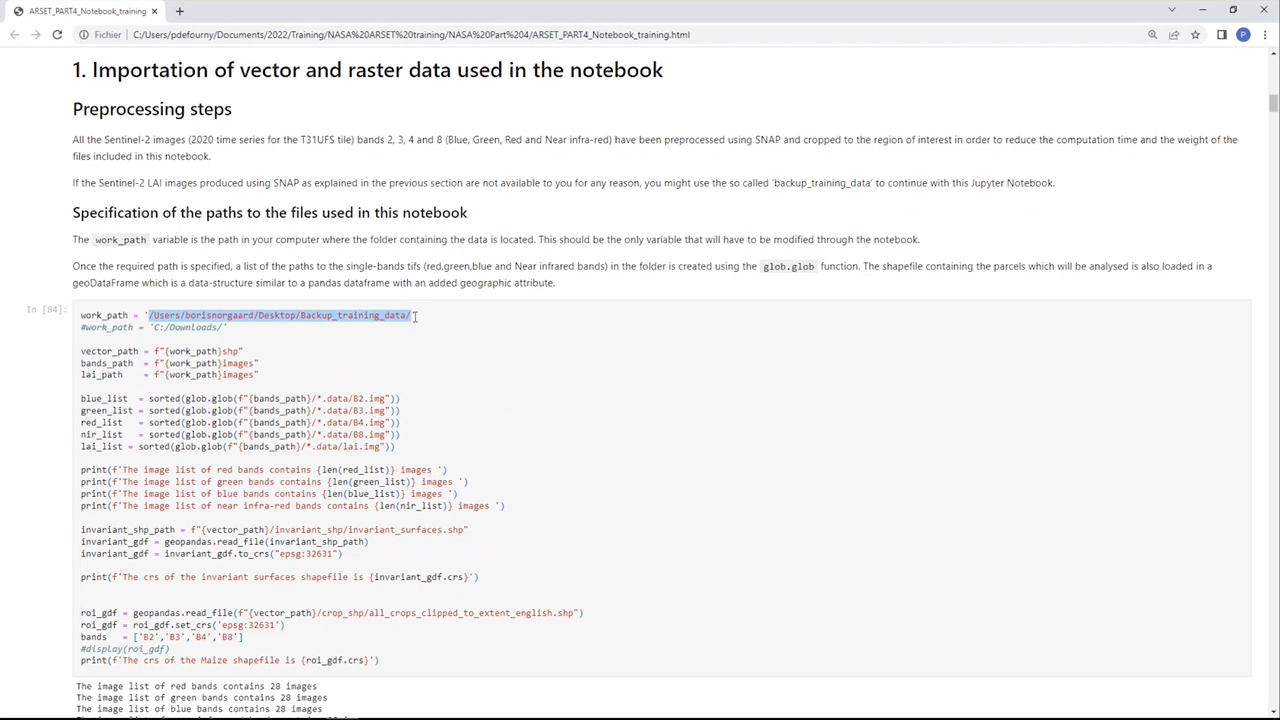 ARSET_PART4_Notebook_training
Fichier C:/Users/pdefourny/Documents/2022/Training/NASA%20ARSET%20training/NASA%20Part%204/ARSET_PART4_Notebook_training.html
P
1. Importation of vector and raster data used in the notebook
Preprocessing steps
All the Sentinel-2 images (2020 time series for the T31UFS tile) bands 2, 3, 4 and 8 (Blue, Green, Red and Near infra-red) have been preprocessed using SNAP and cropped to the region of interest in order to reduce the computation time and the weight of the
files included in this notebook.
If the Sentinel-2 LAI images produced using SNAP as explained in the previous section are not available to you for any reason, you might use the so called 'backup_training_data' to continue with this Jupyter Notebook.
Specification of the paths to the files used in this notebook
The work_path variable is the path in your computer where the folder containing the data is located. This should be the only variable that will have to be modified through the notebook.
Once the required path is specified, a list of the paths to the single-bands tifs (red,green,blue and Near infrared bands) in the folder is created using the glob.glob function. The shapefile containing the parcels which will be analysed is also loaded in a
geoDataFrame which is a data-structure similar to a pandas dataframe with an added geographic attribute.
In [84]:
work_path = '/Users/borisnorgaard/Desktop/Backup_training_data/
#work_path = 'C:/Downloads/'
vector_path = f"{work_path}shp"
bands_path  = f"{work_path}images"
lai_path    = f"{work_path}images"
blue_list  = sorted(glob.glob(f"{bands_path}/*.data/B2.img"))
green_list = sorted(glob.glob(f"{bands_path}/*.data/B3.img"))
red_list   = sorted(glob.glob(f"{bands_path}/*.data/B4.img"))
nir_list   = sorted(glob.glob(f"{bands_path}/*.data/B8.img"))
lai_list = sorted(glob.glob(f"{bands_path}/*.data/lai.img"))
print(f'The image list of red bands contains {len(red_list)} images ')
print(f'The image list of green bands contains {len(green_list)} images ')
print(f'The image list of blue bands contains {len(blue_list)} images ')
print(f'The image list of near infra-red bands contains {len(nir_list)} images ')
invariant_shp_path = f"{vector_path}/invariant_shp/invariant_surfaces.shp"
invariant_gdf = geopandas.read_file(invariant_shp_path)
invariant_gdf = invariant_gdf.to_crs("epsg:32631")
print(f'The crs of the invariant surfaces shapefile is {invariant_gdf.crs}')
roi_gdf = geopandas.read_file(f"{vector_path}/crop_shp/all_crops_clipped_to_extent_english.shp")
roi_gdf = roi_gdf.set_crs('epsg:32631')
bands   = ['B2','B3','B4','B8']
#display(roi_gdf)
print(f'The crs of the Maize shapefile is {roi_gdf.crs}')
The image list of red bands contains 28 images
The image list of green bands contains 28 images
The image list of blue bands contains 28 images